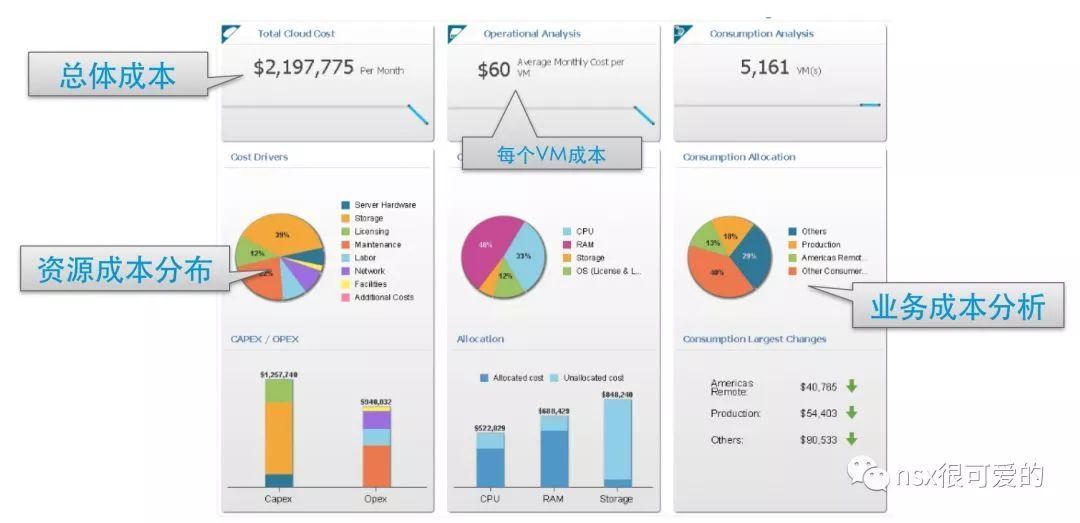 Total Cloud Cost
$2,197,775 Per Month
总体成本
Operational Analysis
$60 Average Monthly Cost per
VM
每个VM成本
Consumption Analysis
5,161 VM(s)
Cost Drivers
39%
12%
22%
Server Hardware
Storage
Licensing
Maintenance
Labor
Network
Facilities
Additional Costs
资源成本分布
33%
12%
CPU
RAM
Storage
OS (License & L...
Consumption Allocation
18%
13%
29%
40%
Others
Production
Americas Remot...
Other Consumer...
业务成本分析
CAPEX / OPEX
$1,257,740
Capex
Opex
Allocation
Allocated cost
Unallocated cost
$522,829
$688,429
$848,240
CPU
RAM
Storage
Consumption Largest Changes
Americas
Remote:
$40,765
Production:
$54,403
Others:
$90,533
nsx很可爱的